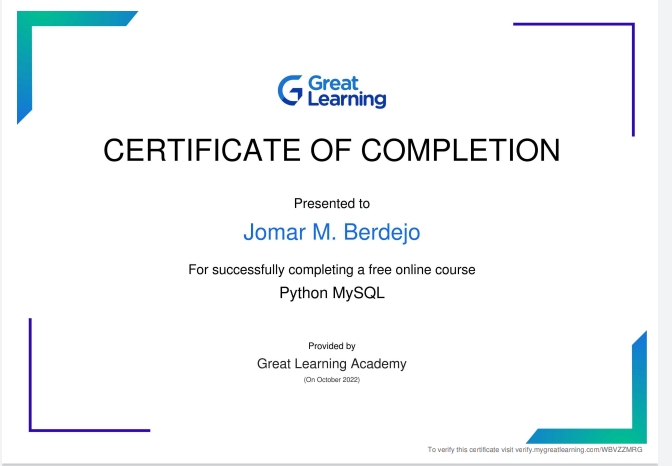 Great
Learning
CERTIFICATE OF COMPLETION
Presented to
Jomar M. Berdejo
For successfully completing a free online course
Python MySQL
Provided by
Great Learning Academy
(On October 2022)
To verify this certificate visit verify.mygreatlearning.com/WBVZZMRG